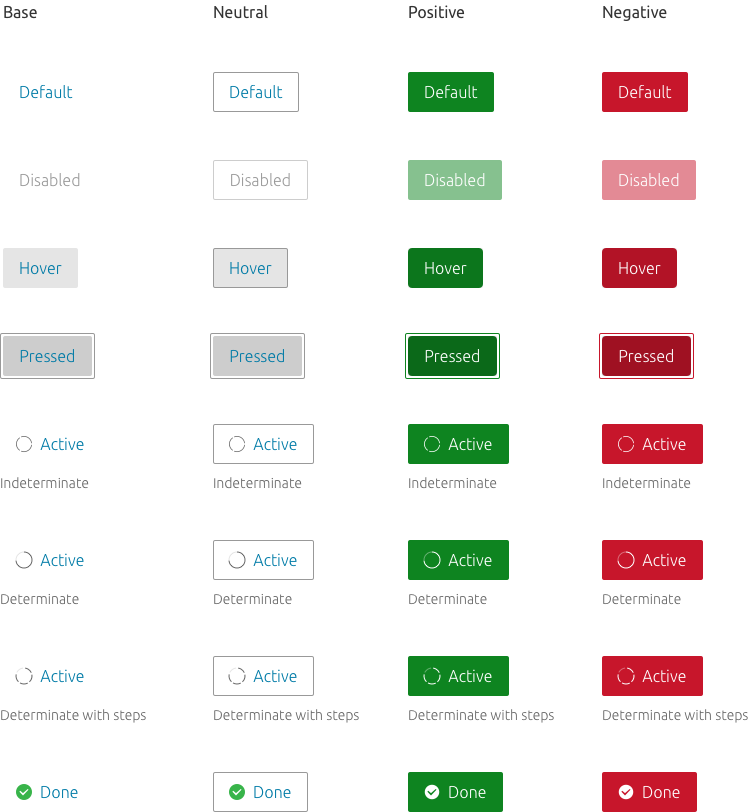 Base Neutral Positive Negative
Default Default Default Default
Disabled Disabled Disabled Disabled
Hover Hover Hover Hover
Pressed Pressed Pressed Pressed
Active Active Active Active
Indeterminate Indeterminate Indeterminate Indeterminate
Active Active Active Active
Determinate Determinate Determinate Determinate
Active Active Active Active
Determinate with steps Determinate with steps Determinate with steps Determinate with steps
Done Done Done Done